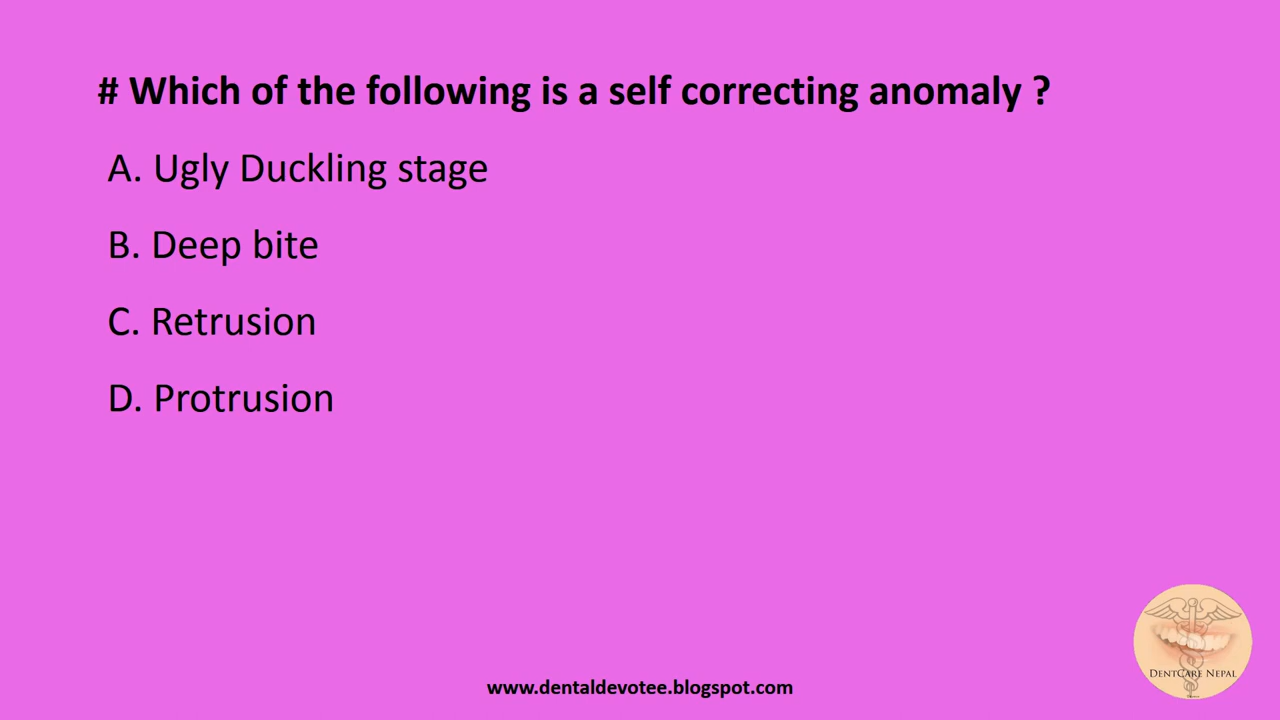 # Which of the following is a self correcting anomaly ?
A. Ugly Duckling stage
B. Deep bite
C. Retrusion
D. Protrusion
DentCare Nepal
www.dentaldevotee.blogspot.com